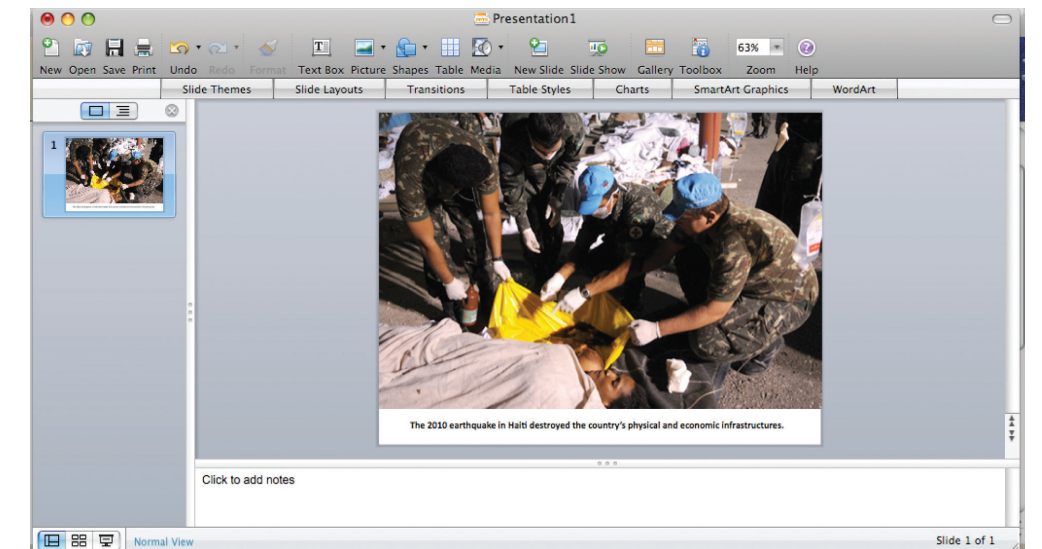 Presentation1
63%
New Open Save Print Undo Redo Format Text Box Picture Shapes Table Media New Slide Slide Show Gallery Toolbox Zoom Help
Slide Themes Slide Layouts Transitions Table Styles Charts SmartArt Graphics WordArt
1
The 2010 earthquake in Haiti destroyed the country's physical and economic infrastructures.
Click to add notes
Normal View Slide 1 of 1